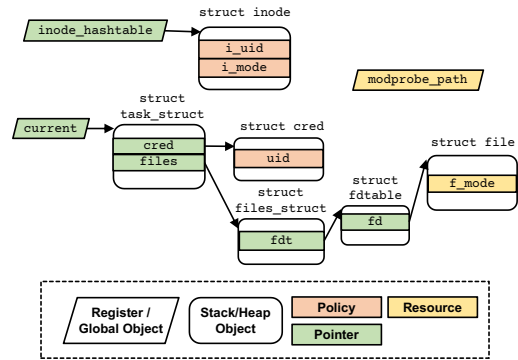 struct inode
inode_hashtable
i_uid
i_mode
modprobe_path
struct
task_struct
current
cred
files
struct cred
uid
struct
files_struct
fdt
struct
fdtable
fd
struct file
f_mode
Register /
Global Object
Stack/Heap
Object
Policy
Resource
Pointer